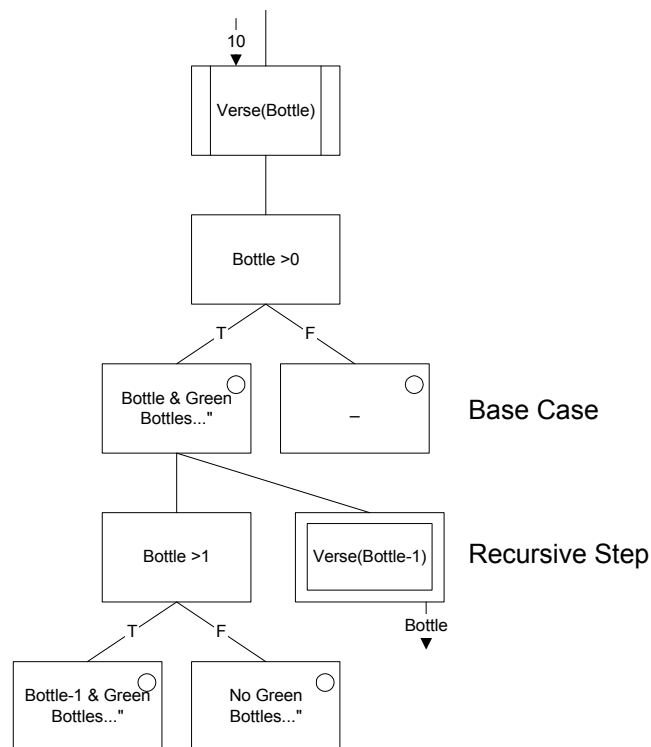 10
Verse(Bottle)
Bottle >0
T
F
Bottle & Green
Bottles..."
–
Base Case
Bottle >1
Verse(Bottle-1)
Recursive Step
Bottle
T
F
Bottle-1 & Green
Bottles..."
No Green
Bottles..."